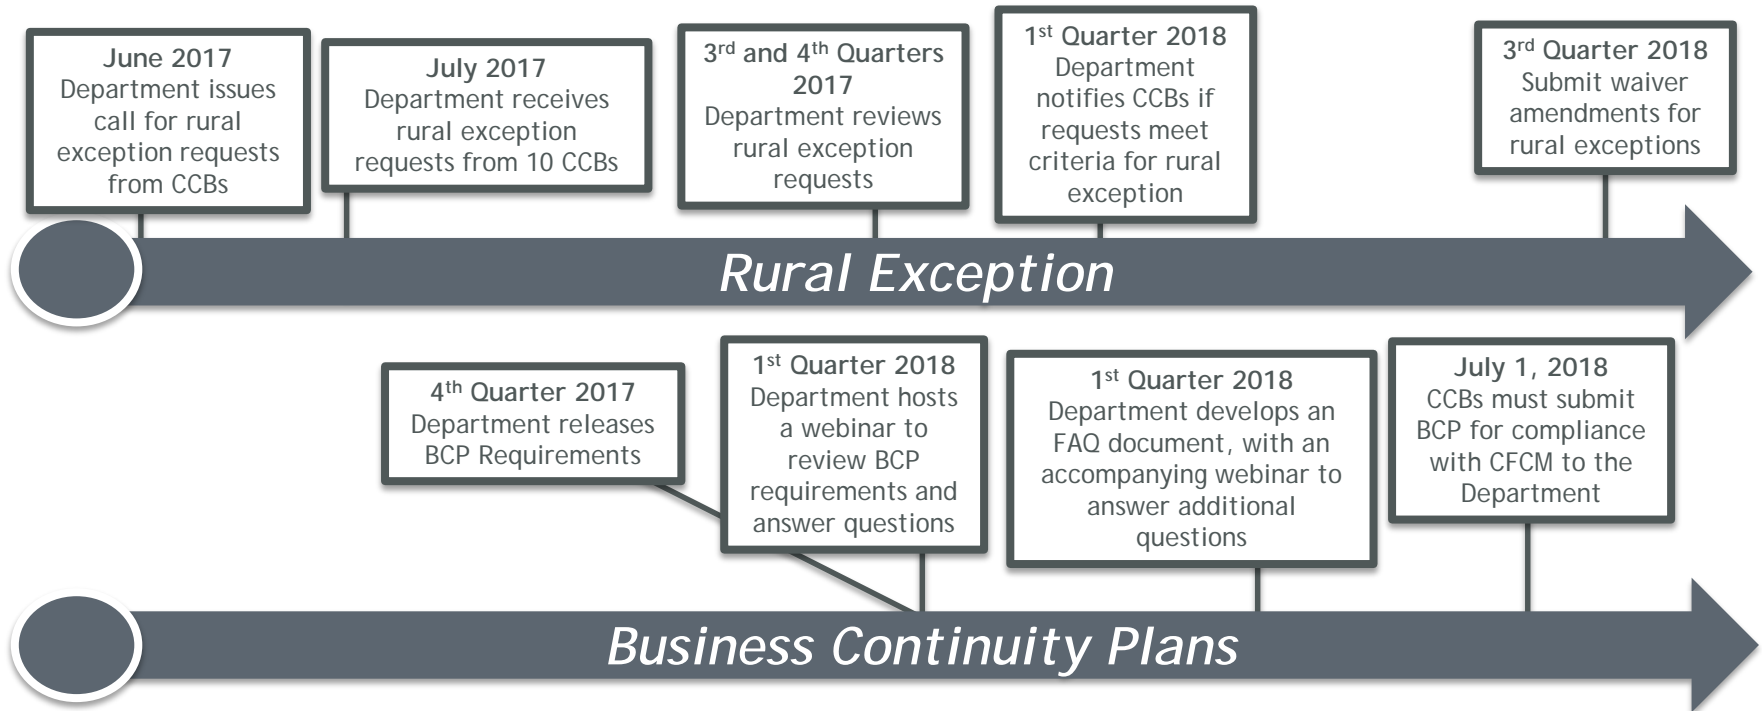 June 2017
Department issues
call for rural
exception requests
from CCBs
July 2017
Department receives
rural exception
requests from 10 CCBs
3rd and 4th Quarters
2017
Department reviews
rural exception
requests
1st Quarter 2018
Department
notifies CCBs if
requests meet
criteria for rural
exception
3rd Quarter 2018
Submit waiver
amendments for
rural exceptions
Rural Exception
4th Quarter 2017
Department releases
BCP Requirements
1st Quarter 2018
Department hosts
a webinar to
review BCP
requirements and
answer questions
1st Quarter 2018
Department develops an
FAQ document, with an
accompanying webinar to
answer additional
questions
July 1, 2018
CCBs must submit
BCP for compliance
with CFCM to the
Department
Business Continuity Plans